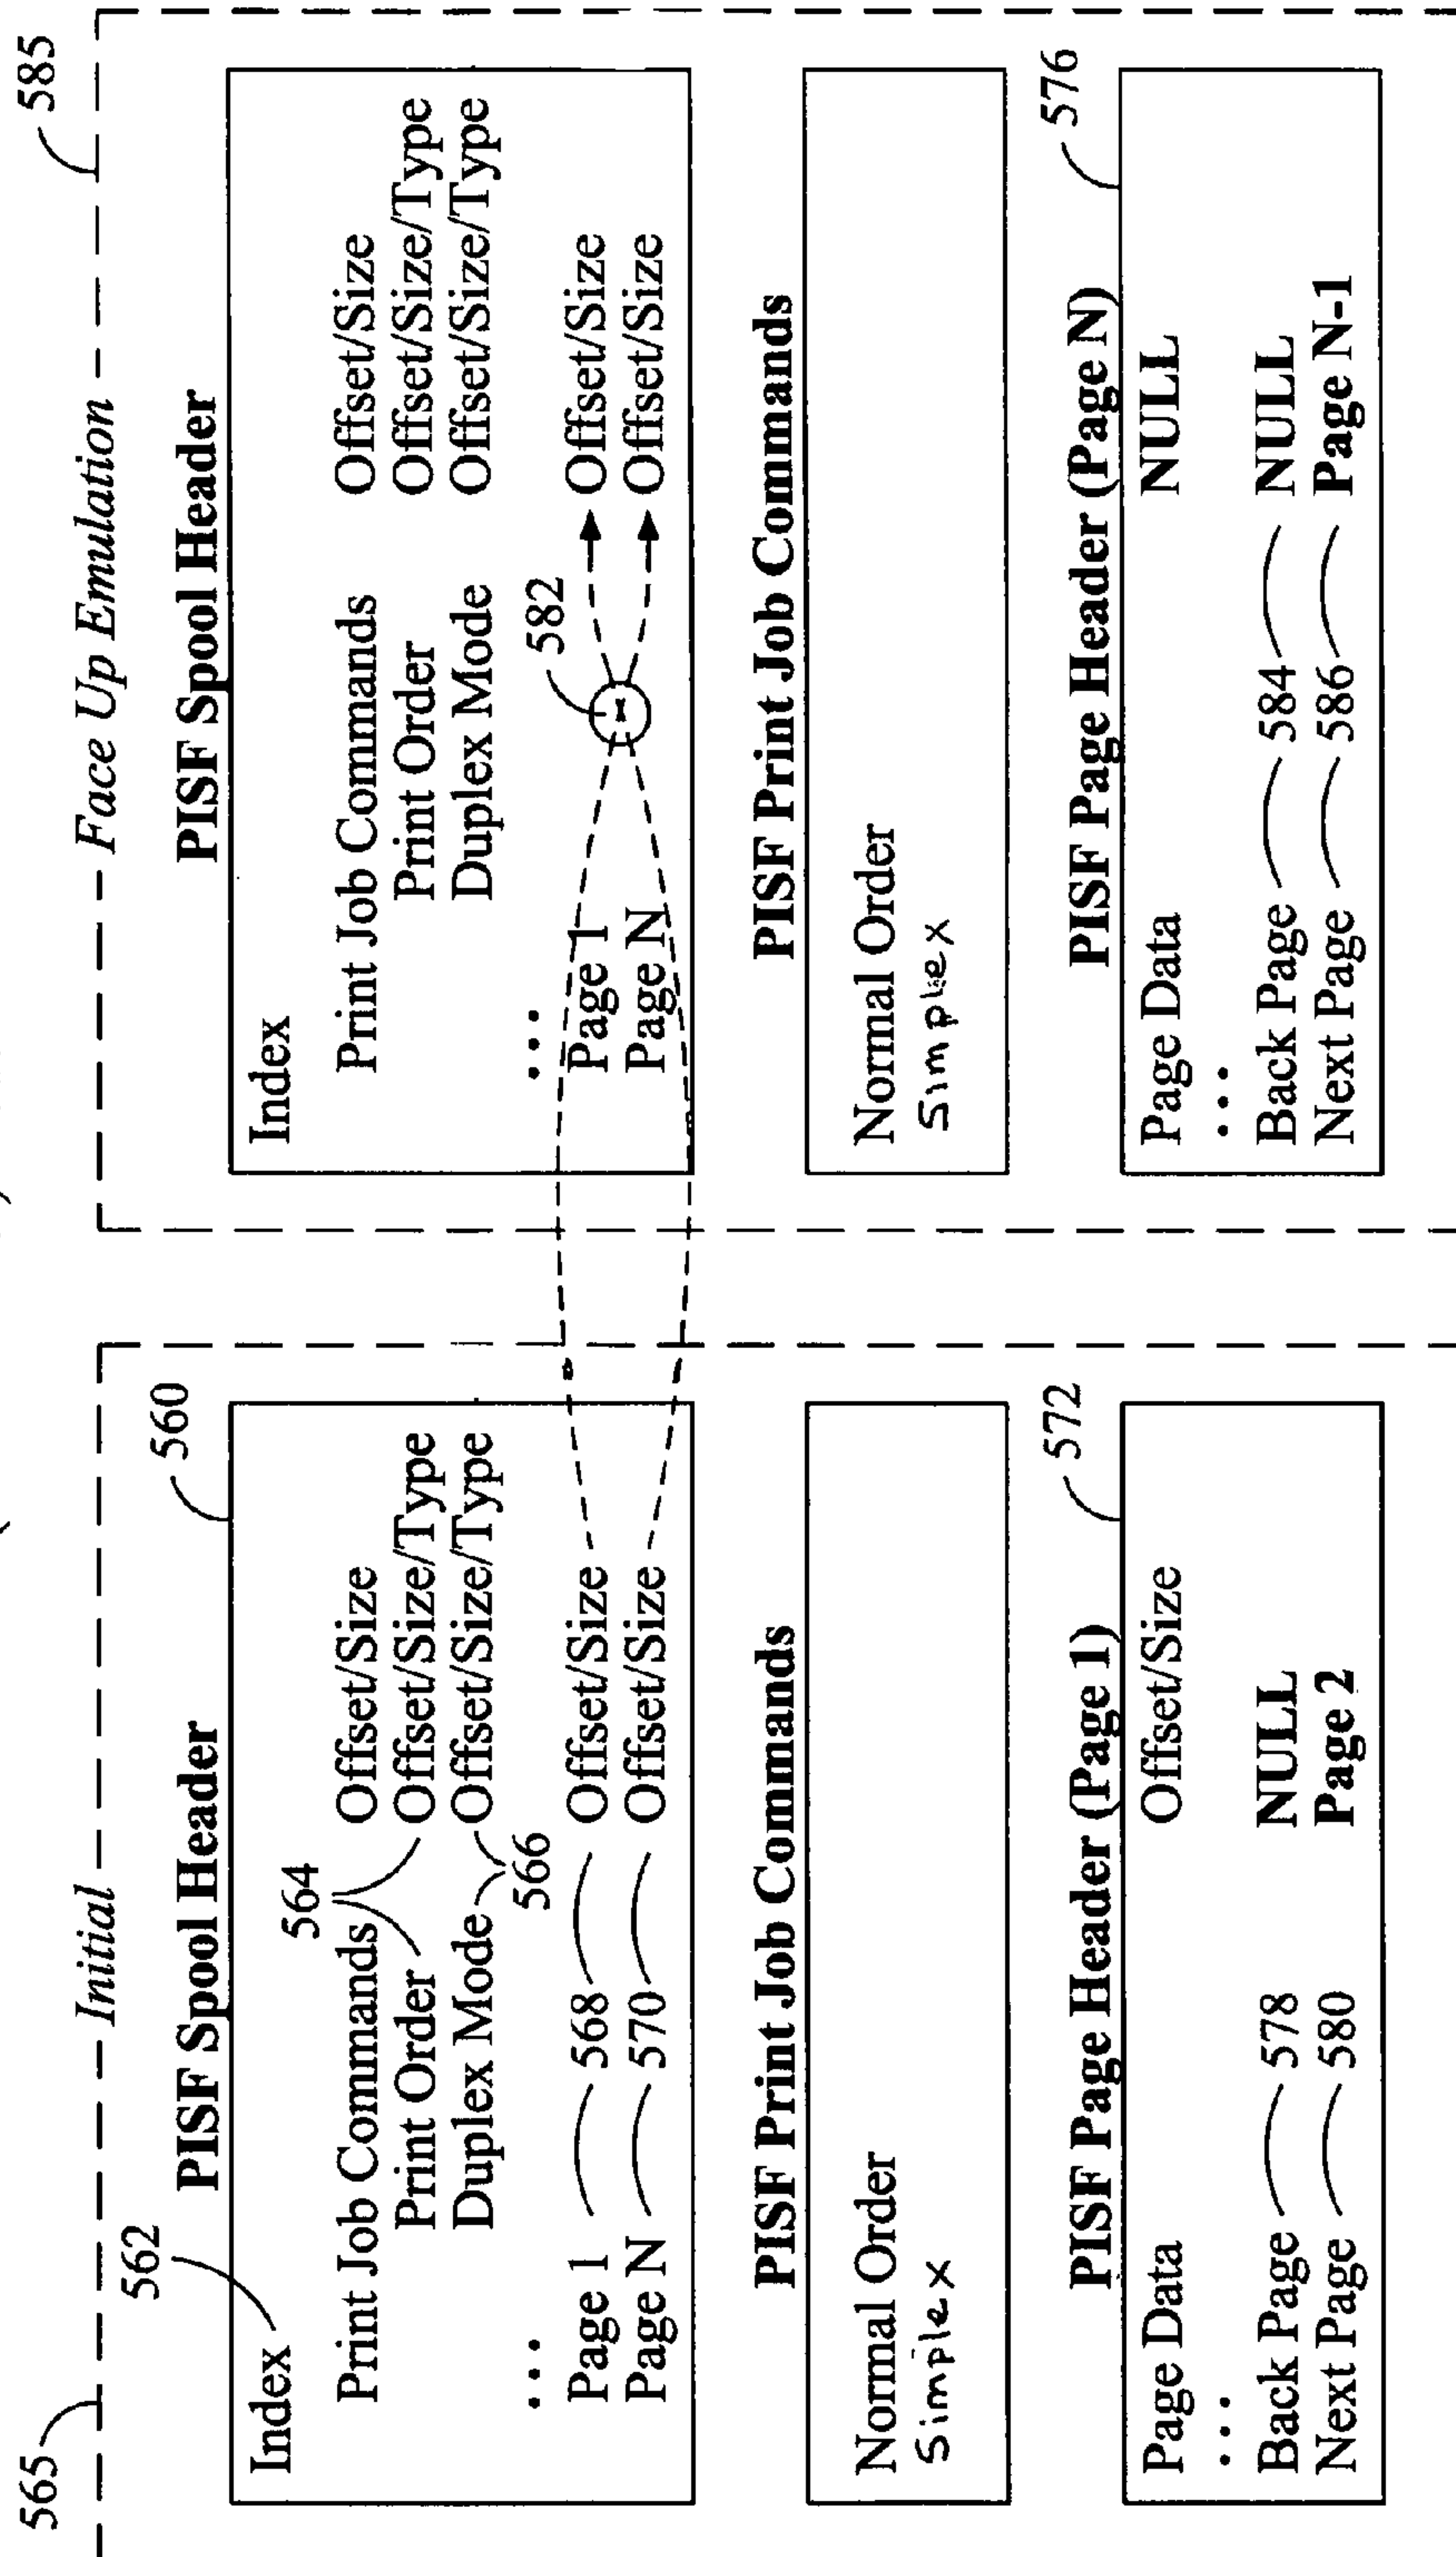 565
Initial
PISF Spool Header
562
560
Index
564
Print Job Commands Offset/Size
Print Order Offset/Size/Type
Duplex Mode Offset/Size/Type
566
...
Page 1 568 Offset/Size
Page N 570 Offset/Size
PISF Print Job Commands
Normal Order
Simplex
PISF Page Header (Page 1)
572
Page Data Offset/Size
...
Back Page 578 NULL
Next Page 580 Page 2
Face Up Emulation
585
PISF Spool Header
Index
Print Job Commands Offset/Size
Print Order Offset/Size/Type
Duplex Mode Offset/Size/Type
582
...
Page 1 Offset/Size
Page N Offset/Size
PISF Print Job Commands
Normal Order
Simplex
PISF Page Header (Page N)
576
Page Data NULL
...
Back Page 584 NULL
Next Page 586 Page N-1